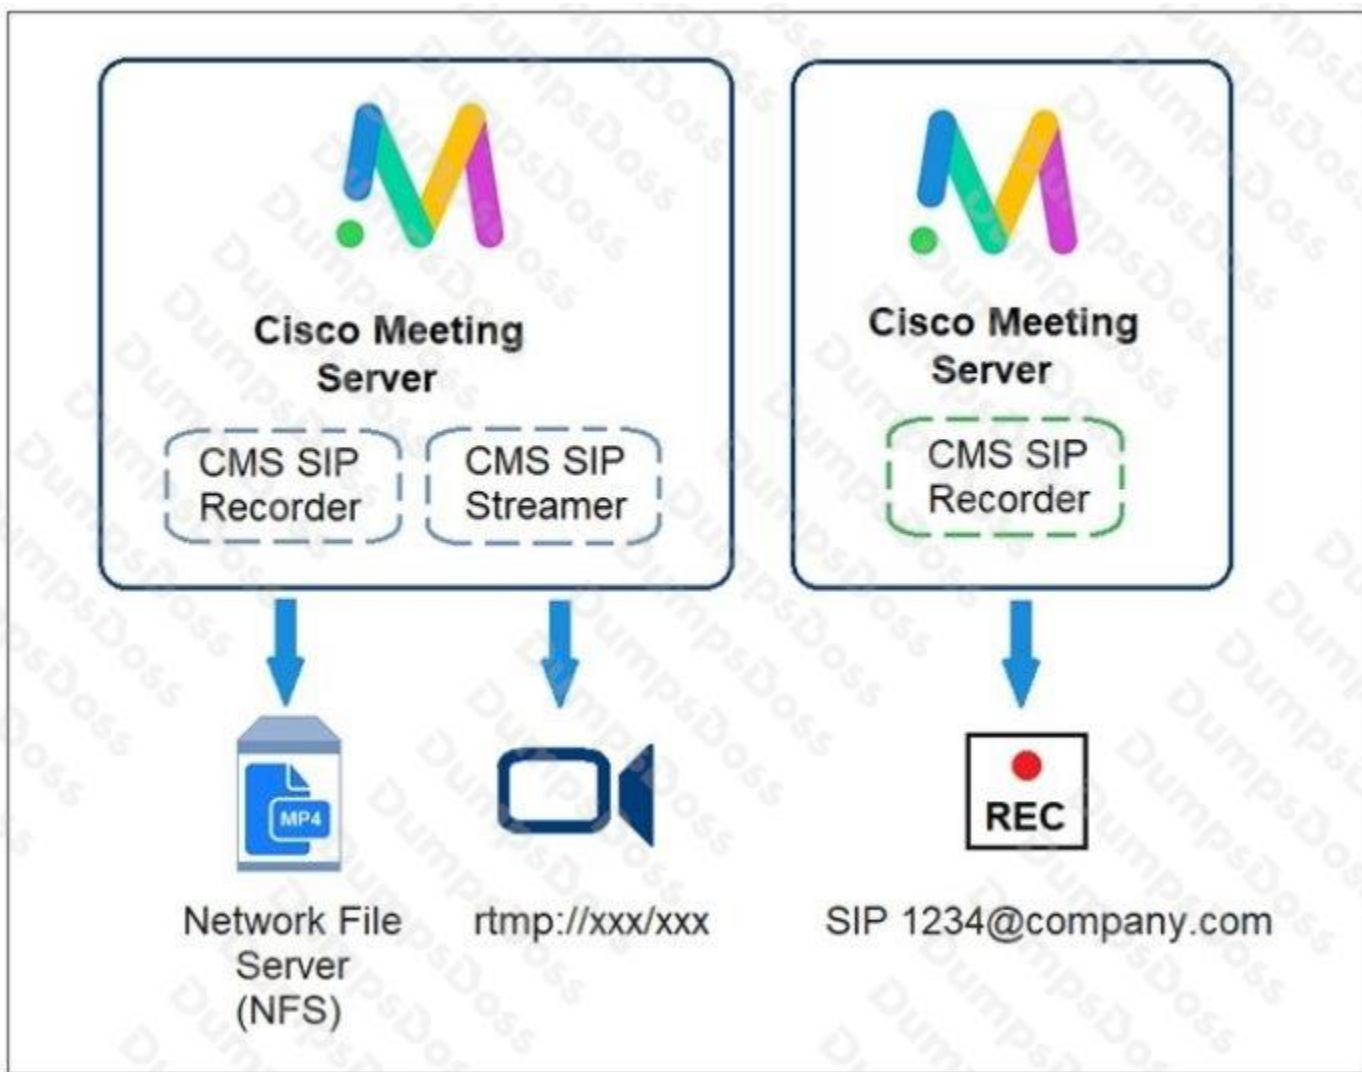 Cisco Meeting
Server
CMS SIP
Recorder
CMS SIP
Streamer
MP4
Network File
Server
(NFS)
rtmp://xxx/xxx
Cisco Meeting
Server
CMS SIP
Recorder
REC
SIP 1234@company.com
DumpsDoss